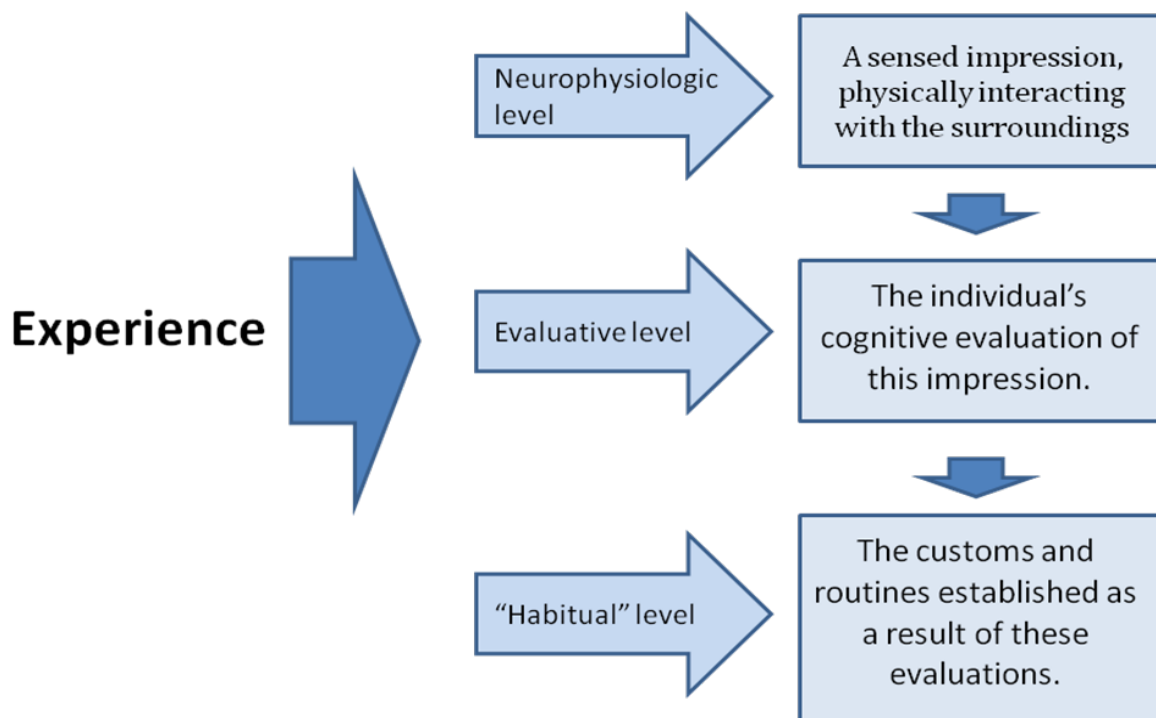 Experience
Neurophysiologic
level
A sensed impression,
physically interacting
with the surroundings
Evaluative level
The individual’s
cognitive evaluation of
this impression.
“Habitual” level
The customs and
routines established as
a result of these
evaluations.